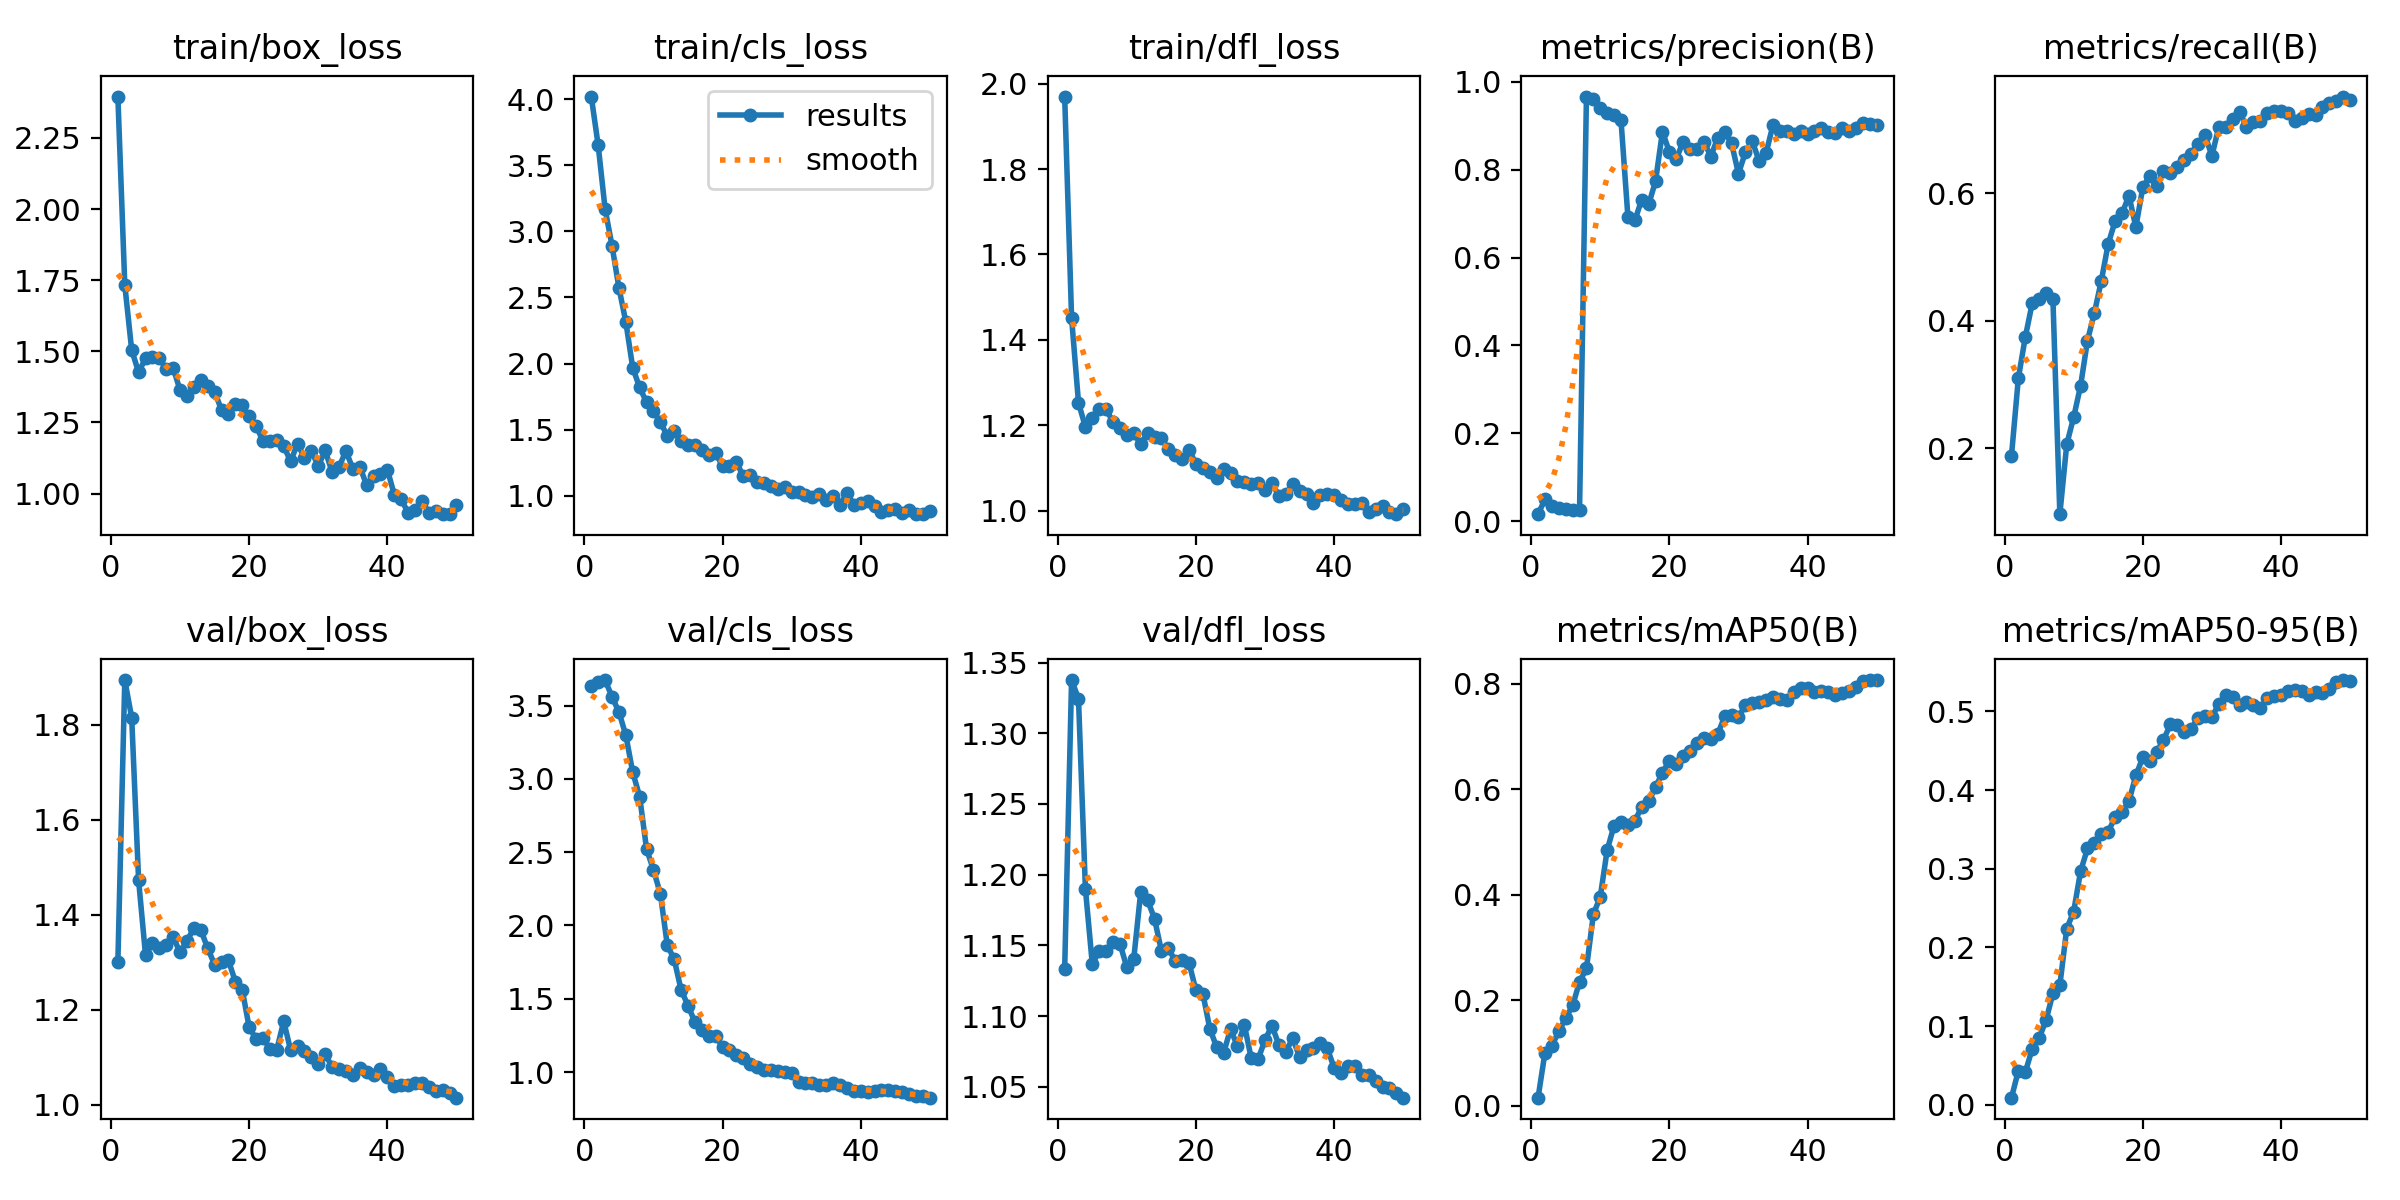 train/box_loss
2.25
2.00
1.75
1.50
1.25
1.00
0 20 40
train/cls_loss
results
smooth
4.0
3.5
3.0
2.5
2.0
1.5
1.0
0 20 40
train/dfl_loss
2.0
1.8
1.6
1.4
1.2
1.0
0 20 40
metrics/precision(B)
1.0
0.8
0.6
0.4
0.2
0.0
0 20 40
metrics/recall(B)
0.6
0.4
0.2
0 20 40
val/box_loss
1.8
1.6
1.4
1.2
1.0
0 20 40
val/cls_loss
3.5
3.0
2.5
2.0
1.5
1.0
0 20 40
val/dfl_loss
1.35
1.30
1.25
1.20
1.15
1.10
1.05
0 20 40
metrics/mAP50(B)
0.8
0.6
0.4
0.2
0.0
0 20 40
metrics/mAP50-95(B)
0.5
0.4
0.3
0.2
0.1
0.0
0 20 40